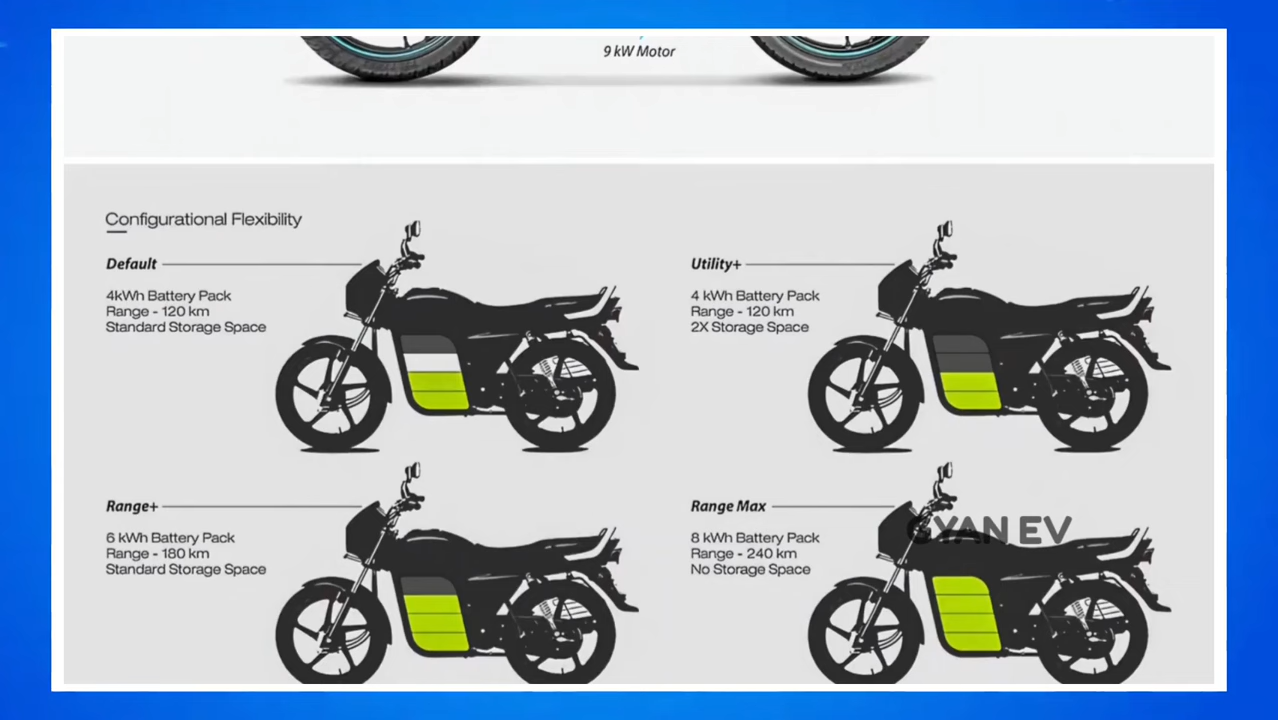 9 kW Motor
Configurational Flexibility
Default
4kWh Battery Pack
Range - 120 km
Standard Storage Space
Utility+
4 kWh Battery Pack
Range - 120 km
2X Storage Space
Range+
6 kWh Battery Pack
Range - 180 km
Standard Storage Space
Range Max
8 kWh Battery Pack
Range - 240 km
No Storage Space
GYAN EV